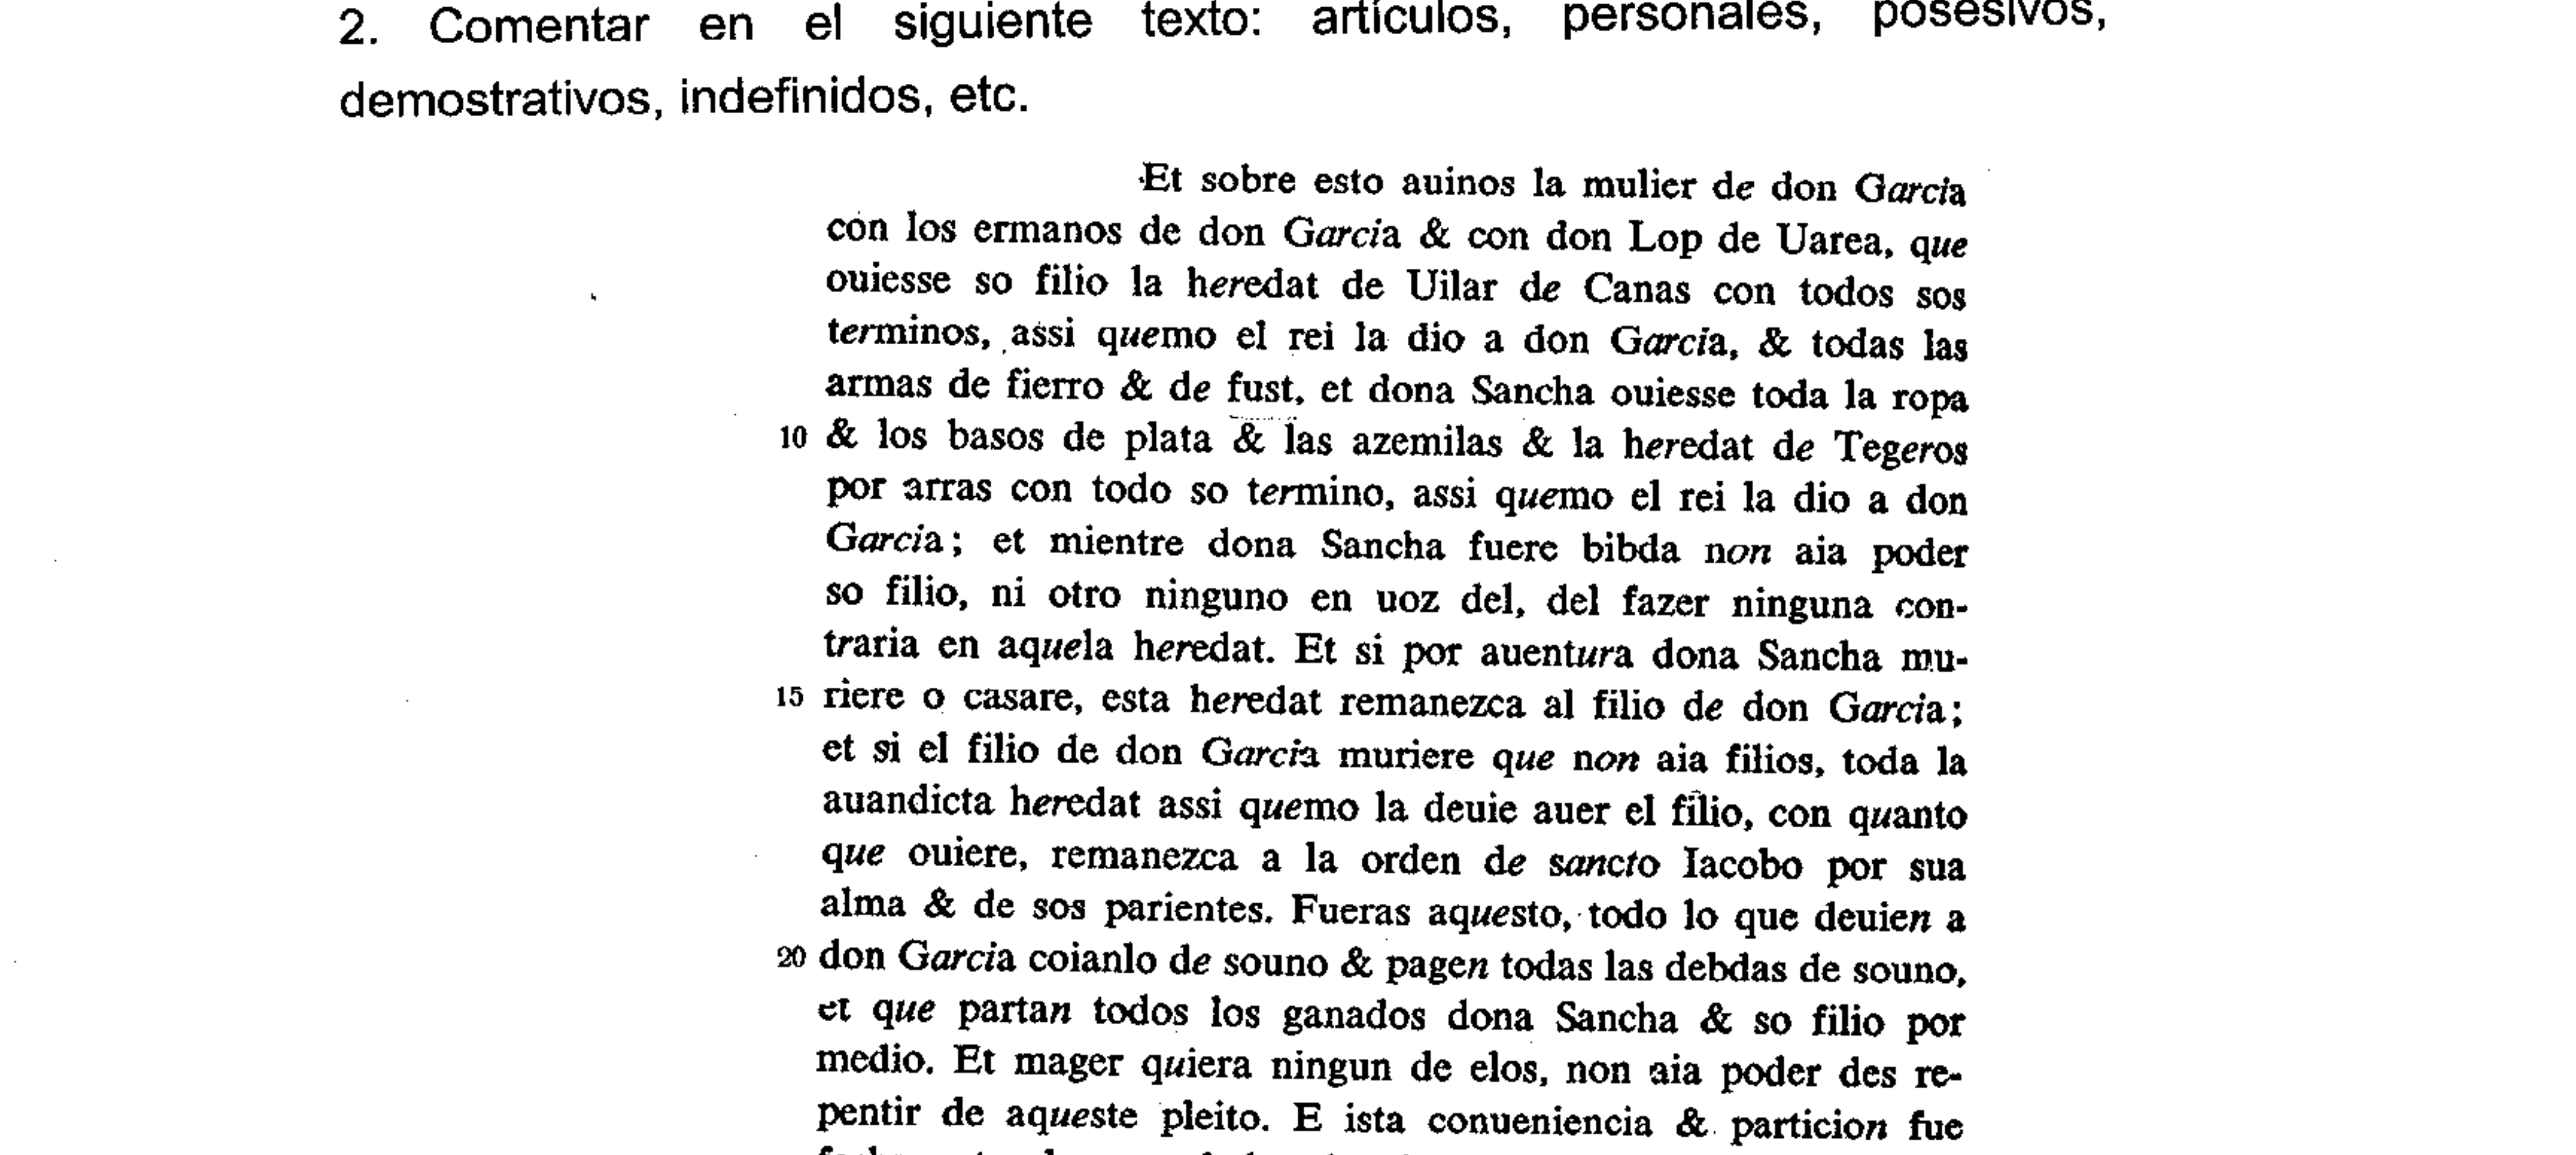 2. Comentar en el siguiente texto: artículos, personales, posesivos,
demostrativos, indefinidos, etc.
Et sobre esto auinos la mulier de don Garcia
con los ermanos de don Garcia & con don Lop de Uarea, que
ouiesse so filio la heredat de Uilar de Canas con todos sos
terminos, assi quemo el rei la dio a don Garcia, & todas las
armas de fierro & de fust, et dona Sancha ouiesse toda la ropa
10 & los basos de plata & las azemilas & la heredat de Tegeros
por arras con todo so termino, assi quemo el rei la dio a don
Garcia; et mientre dona Sancha fuere bibda non aia poder
so filio, ni otro ninguno en uoz del, del fazer ninguna con-
traria en aquela heredat. Et si por auentura dona Sancha mu-
15 riere o casare, esta heredat remanezca al filio de don Garcia;
et si el filio de don Garcia muriere que non aia filios, toda la
auandicta heredat assi quemo la deuie auer el filio, con quanto
que ouiere, remanezca a la orden de sancto Iacobo por sua
alma & de sos parientes. Fueras aquesto, todo lo que deuien a
20 don Garcia coianlo de souno & pagen todas las debdas de souno,
et que partan todos los ganados dona Sancha & so filio por
medio. Et mager quiera ningun de elos, non aia poder des re-
pentir de aqueste pleito. E ista conueniencia & particion fue